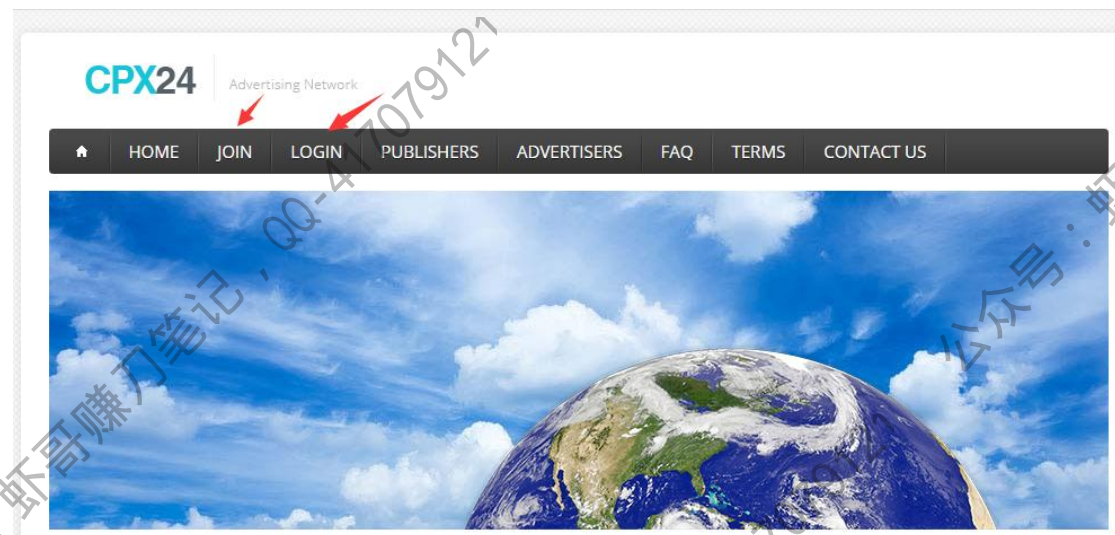 CPX24
Advertising Network
HOME JOIN LOGIN PUBLISHERS ADVERTISERS FAQ TERMS CONTACT US
虾哥赚刀笔记，QQ-417079121
公众号：虾